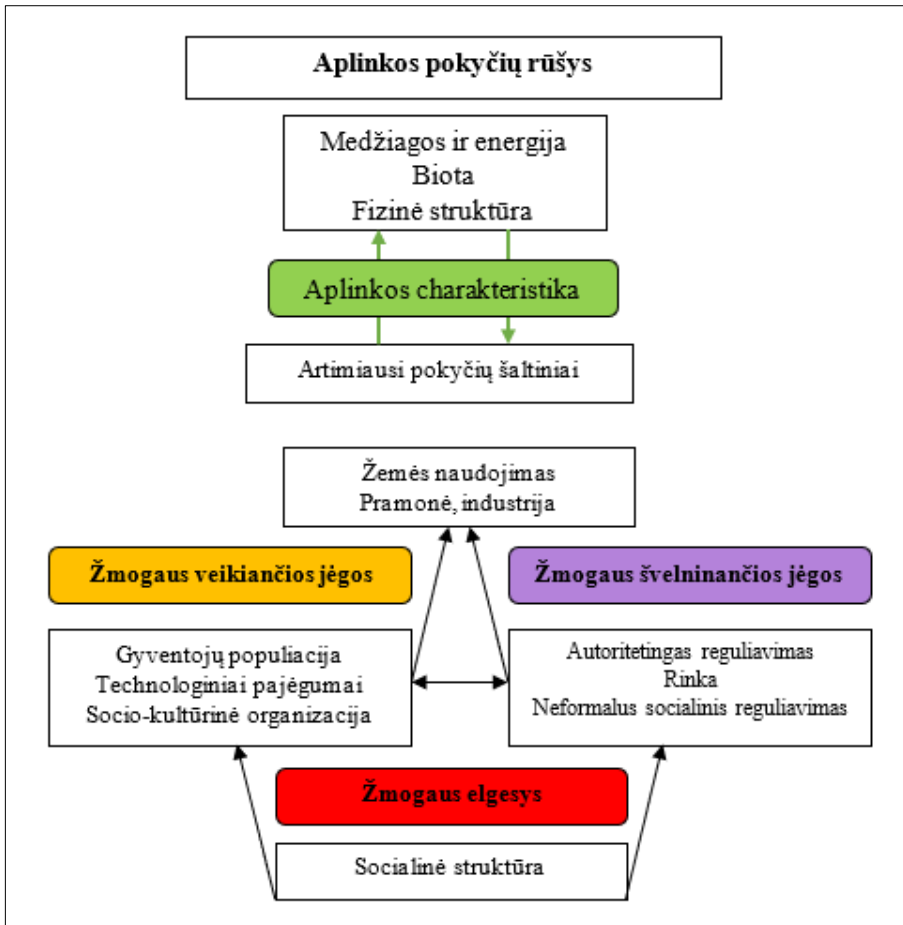 Aplinkos pokyčių rūšys
Medžiagos ir energija
Biota
Fizinė struktūra
Aplinkos charakteristika
Artimiausi pokyčių šaltiniai
Žemės naudojimas
Pramonė, industrija
Žmogaus veikiančios jėgos
Žmogaus švelninančios jėgos
Gyventojų populiacija
Technologiniai pajėgumai
Socio-kultūrinė organizacija
Autoritetingas reguliavimas
Rinka
Neformalus socialinis reguliavimas
Žmogaus elgesys
Socialinė struktūra